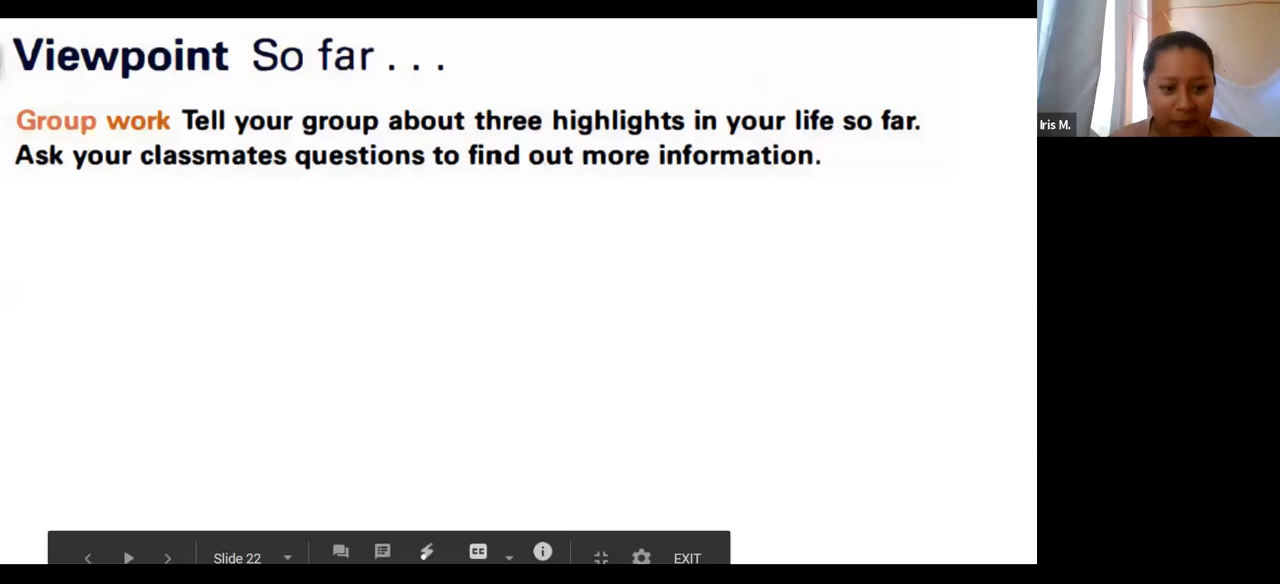 Viewpoint So far . . .
Group work Tell your group about three highlights in your life so far.
Ask your classmates questions to find out more information.
Iris M.
Slide 22
CC
EXIT